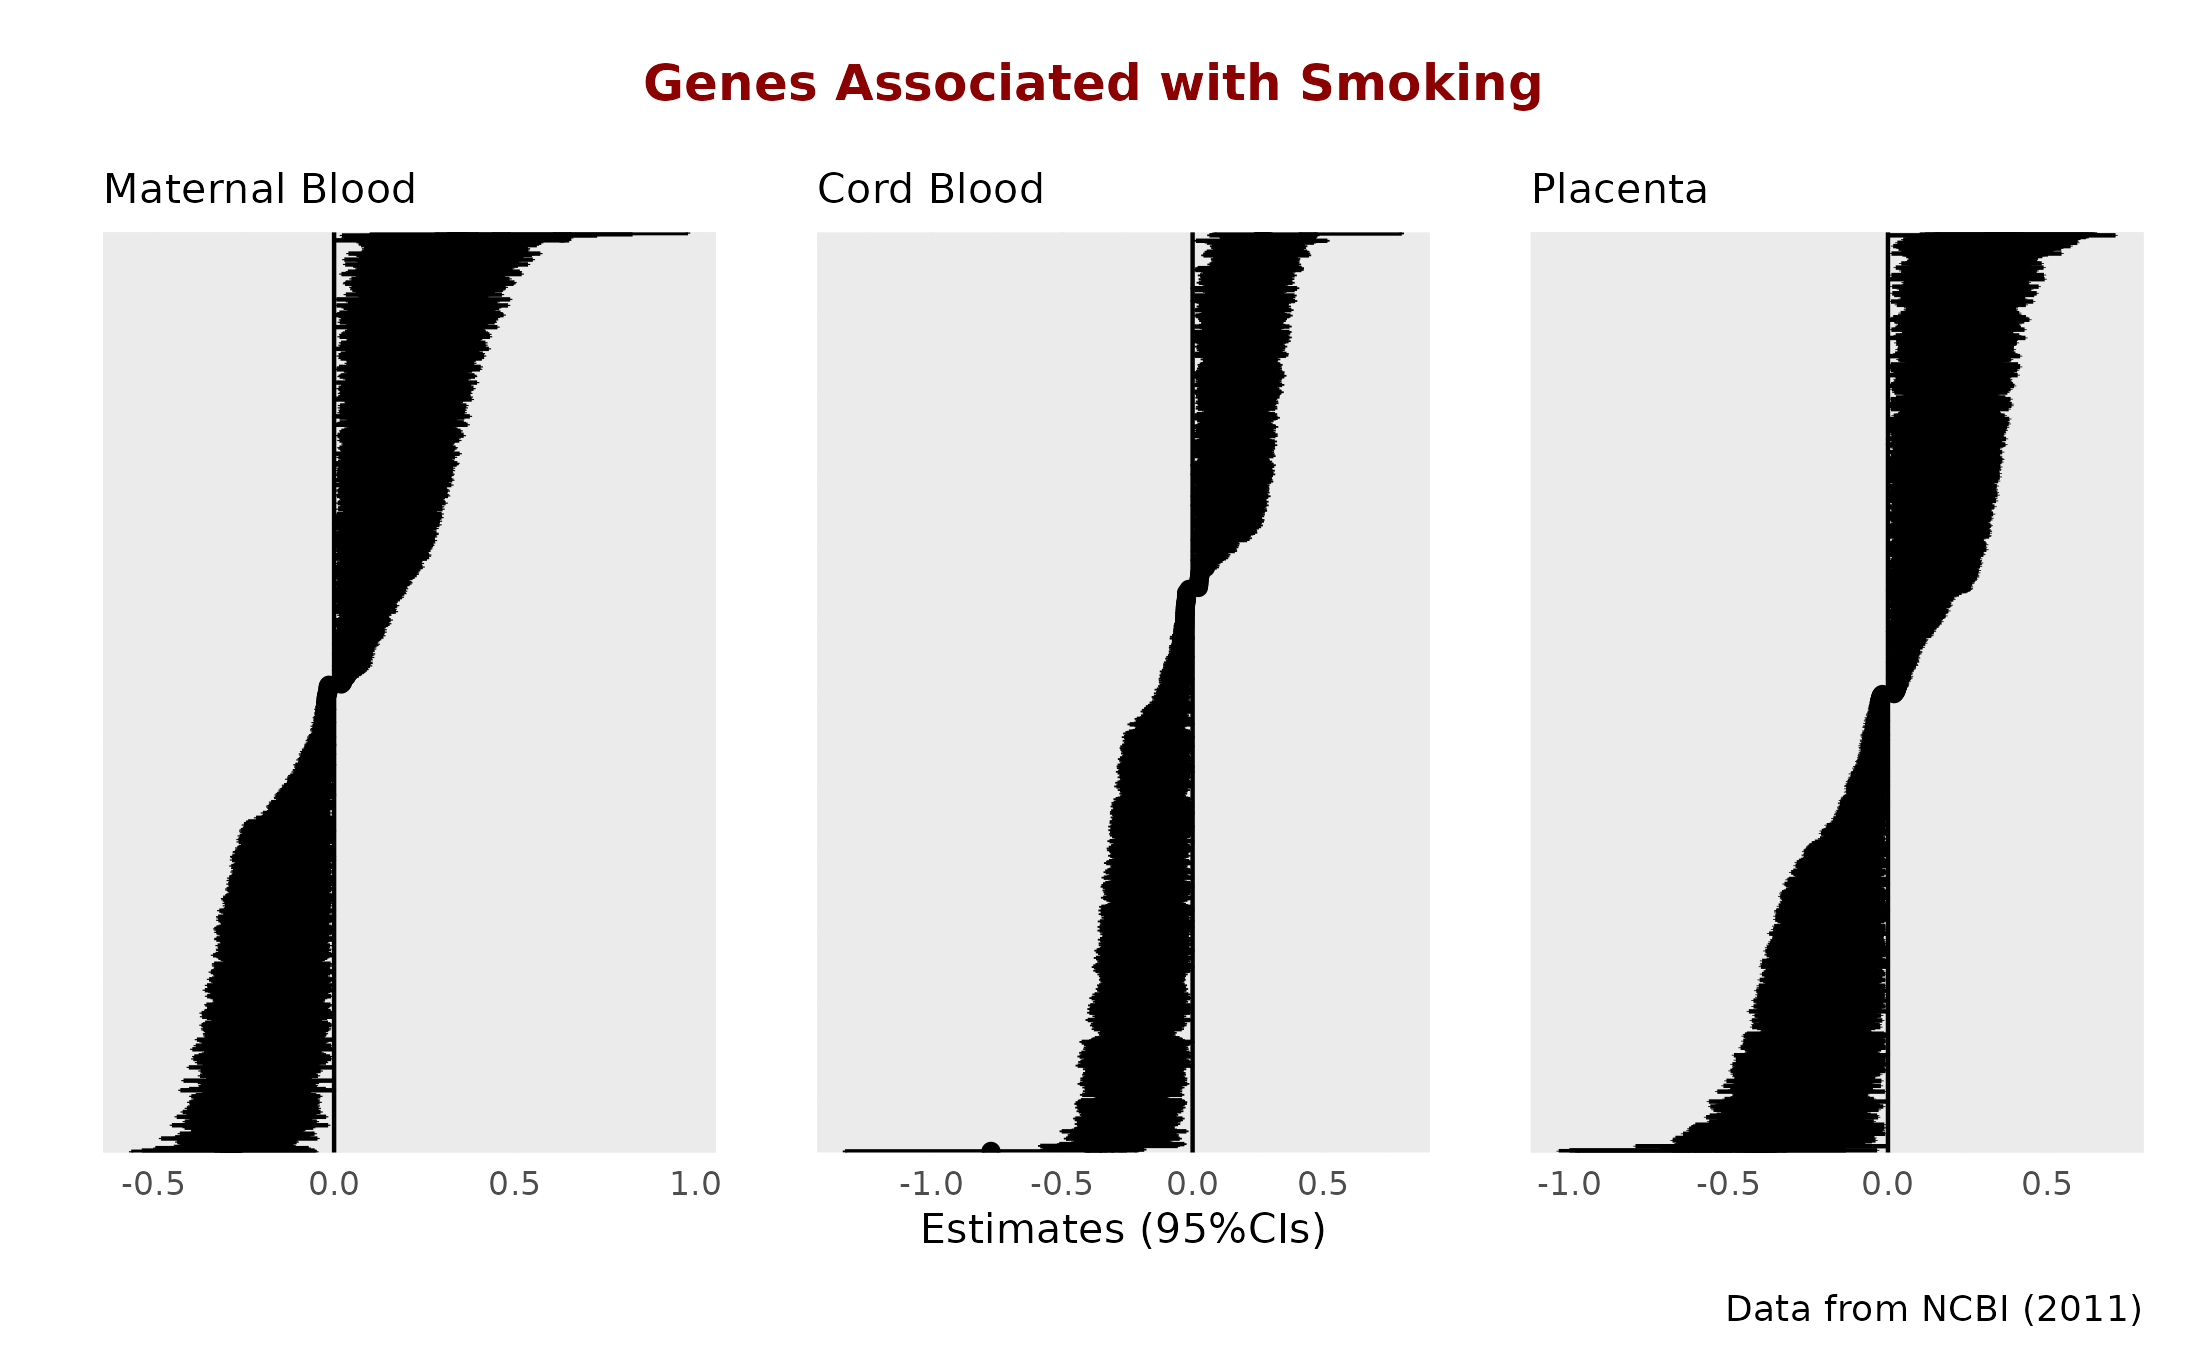 Genes Associated with Smoking
Maternal Blood
Cord Blood
Placenta
-0.5 0.0 0.5 1.0
-1.0 -0.5 0.0 0.5
-1.0 -0.5 0.0 0.5
Estimates (95%CIs)
Data from NCBI (2011)